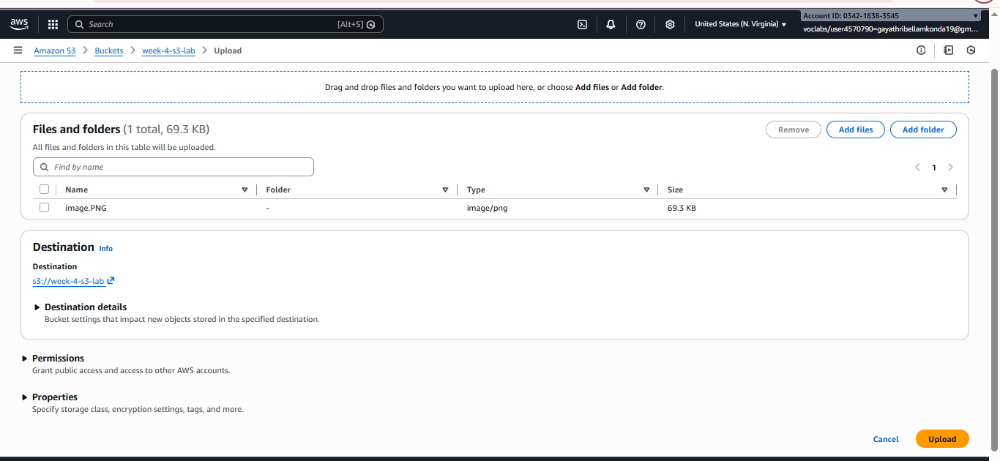 aws
Search [Alt+S]
United States (N. Virginia)
Account ID: 0342-1838-3545
voclabs/user4570790=gayathribellamkonda19@gm...
Amazon S3 > Buckets > week-4-s3-lab > Upload
Drag and drop files and folders you want to upload here, or choose Add files or Add folder.
Files and folders (1 total, 69.3 KB)
Remove Add files Add folder
All files and folders in this table will be uploaded.
Find by name
1
Name Folder Type Size
image.PNG - image/png 69.3 KB
Destination Info
Destination
s3://week-4-s3-lab
Destination details
Bucket settings that impact new objects stored in the specified destination.
Permissions
Grant public access and access to other AWS accounts.
Properties
Specify storage class, encryption settings, tags, and more.
Cancel Upload